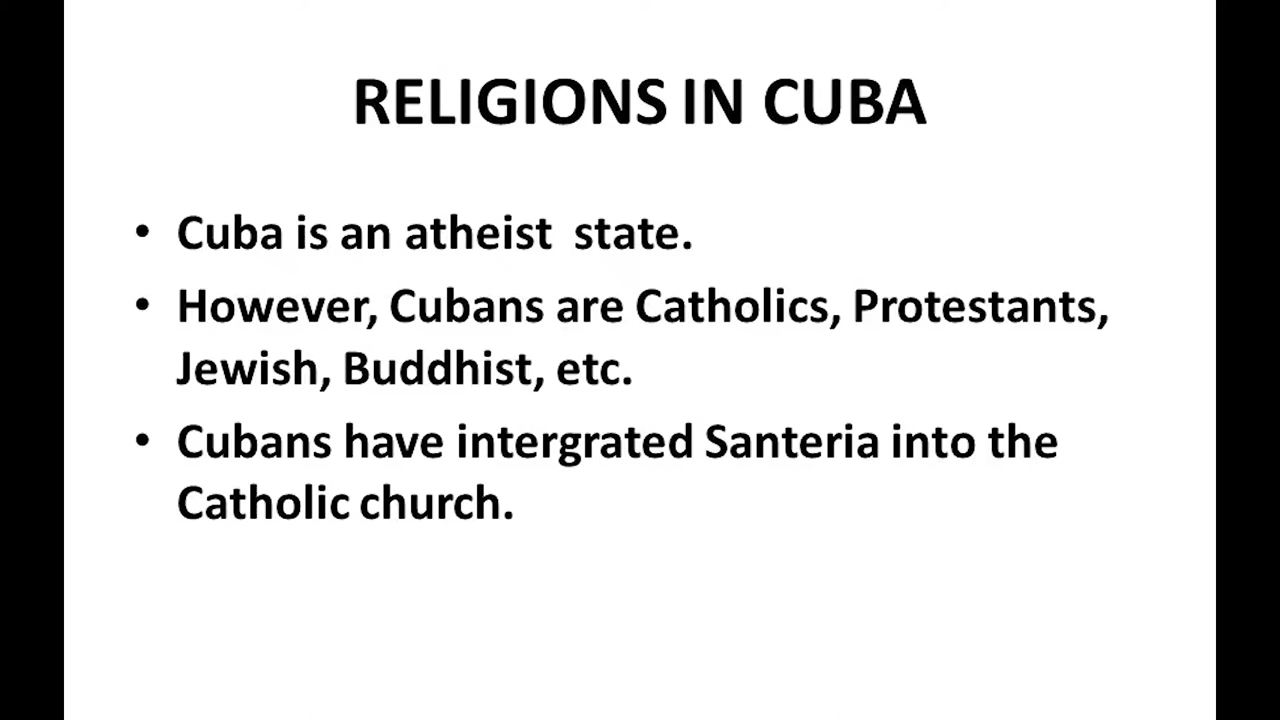 RELIGIONS IN CUBA
• Cuba is an atheist state.
• However, Cubans are Catholics, Protestants,
Jewish, Buddhist, etc.
• Cubans have intergrated Santeria into the
Catholic church.